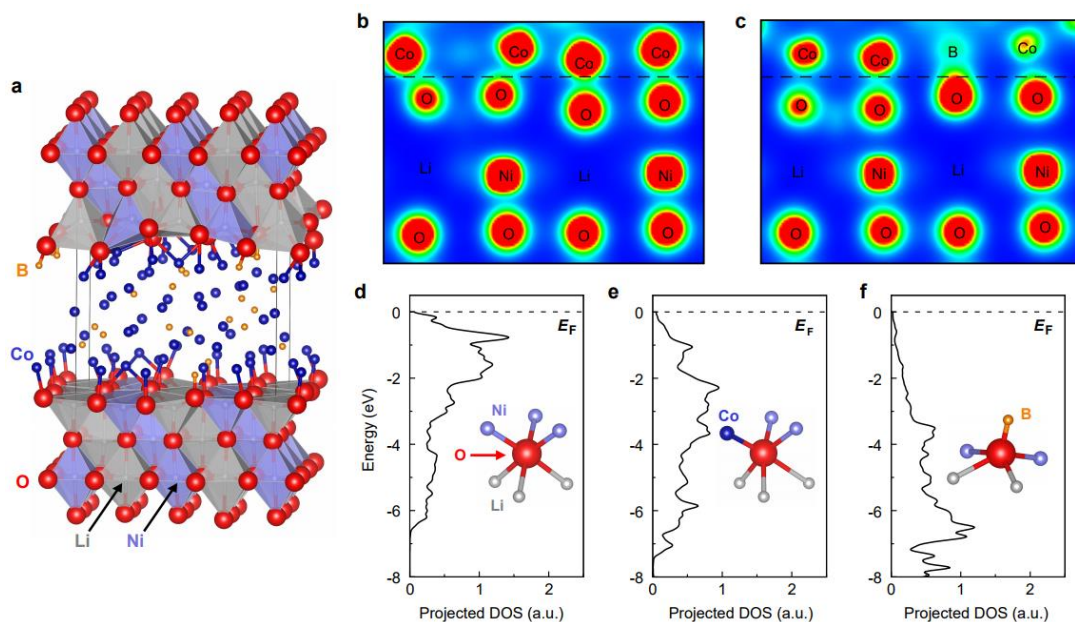 a
B
Co
O
Li Ni
b
Co Co Co Co
O O O O
Li Ni Li Ni
O O O O
c
Co Co B Co
O O O O
Li Ni Li Ni
O O O O
d
0
-2
-4
-6
-8
Energy (eV)
E_F
Ni
O
Li
0 1 2
Projected DOS (a.u.)
e
0
-2
-4
-6
-8
E_F
Co
0 1 2
Projected DOS (a.u.)
f
0
-2
-4
-6
-8
E_F
B
0 1 2
Projected DOS (a.u.)